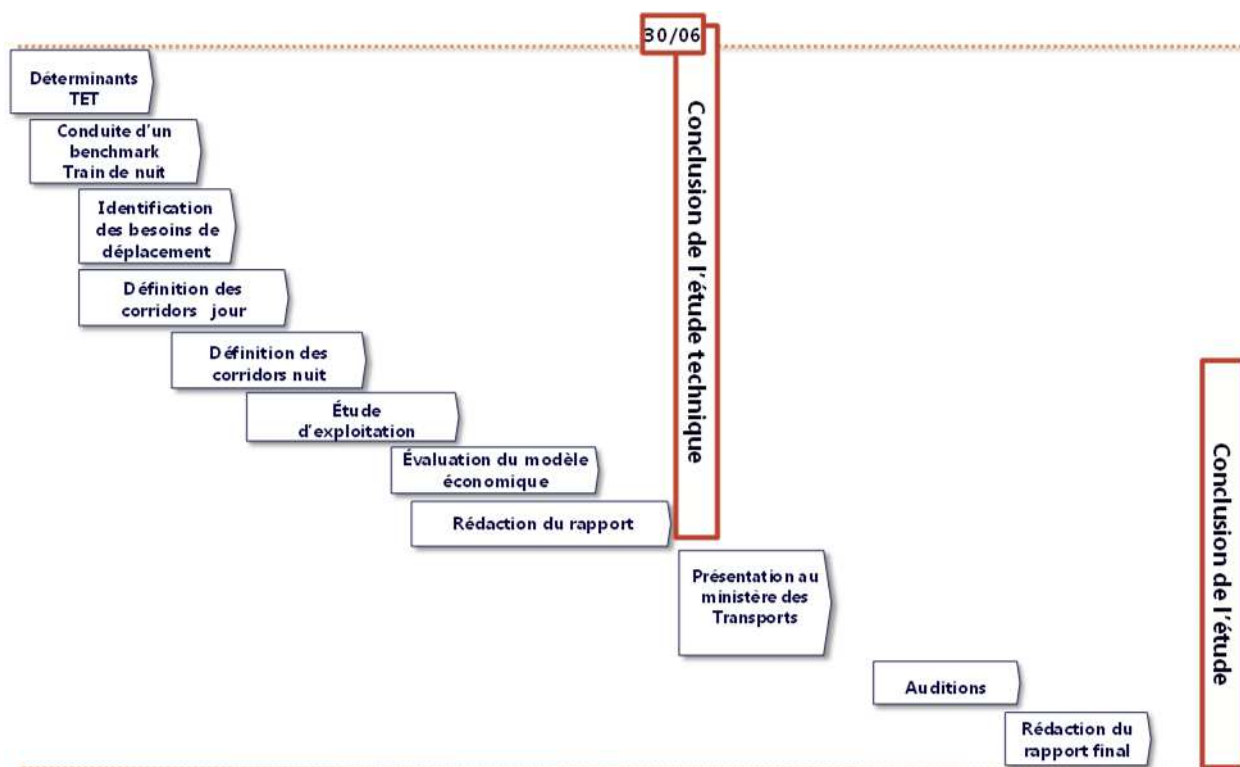 30/06
Déterminants
TET
Conduite d'un
benchmark
Train de nuit
Identification
des besoins de
déplacement
Définition des
corridors jour
Définition des
corridors nuit
Étude
d'exploitation
Évaluation du modèle
économique
Rédaction du rapport
Conclusion de l'étude technique
Présentation au
ministère des
Transports
Auditions
Rédaction du
rapport final
Conclusion de l'étude